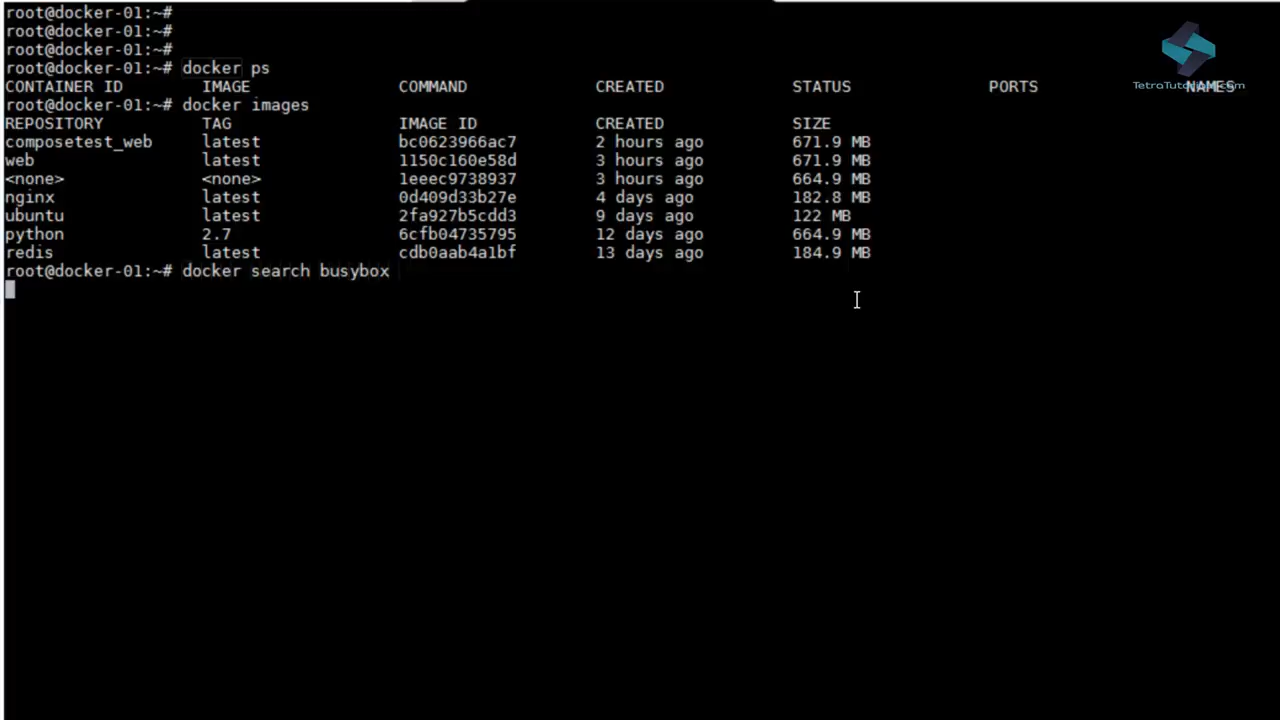 root@docker-01:~#
root@docker-01:~#
root@docker-01:~#
root@docker-01:~# docker ps
CONTAINER ID IMAGE COMMAND CREATED STATUS PORTS NAMES
root@docker-01:~# docker images
REPOSITORY TAG IMAGE ID CREATED SIZE
composetest_web latest bc0623966ac7 2 hours ago 671.9 MB
web latest 1150c160e58d 3 hours ago 671.9 MB
<none> <none> 1eeec9738937 3 hours ago 664.9 MB
nginx latest 0d409d33b27e 4 days ago 182.8 MB
ubuntu latest 2fa927b5cdd3 9 days ago 122 MB
python 2.7 6cfb04735795 12 days ago 664.9 MB
redis latest cdb0aab4a1bf 13 days ago 184.9 MB
root@docker-01:~# docker search busybox